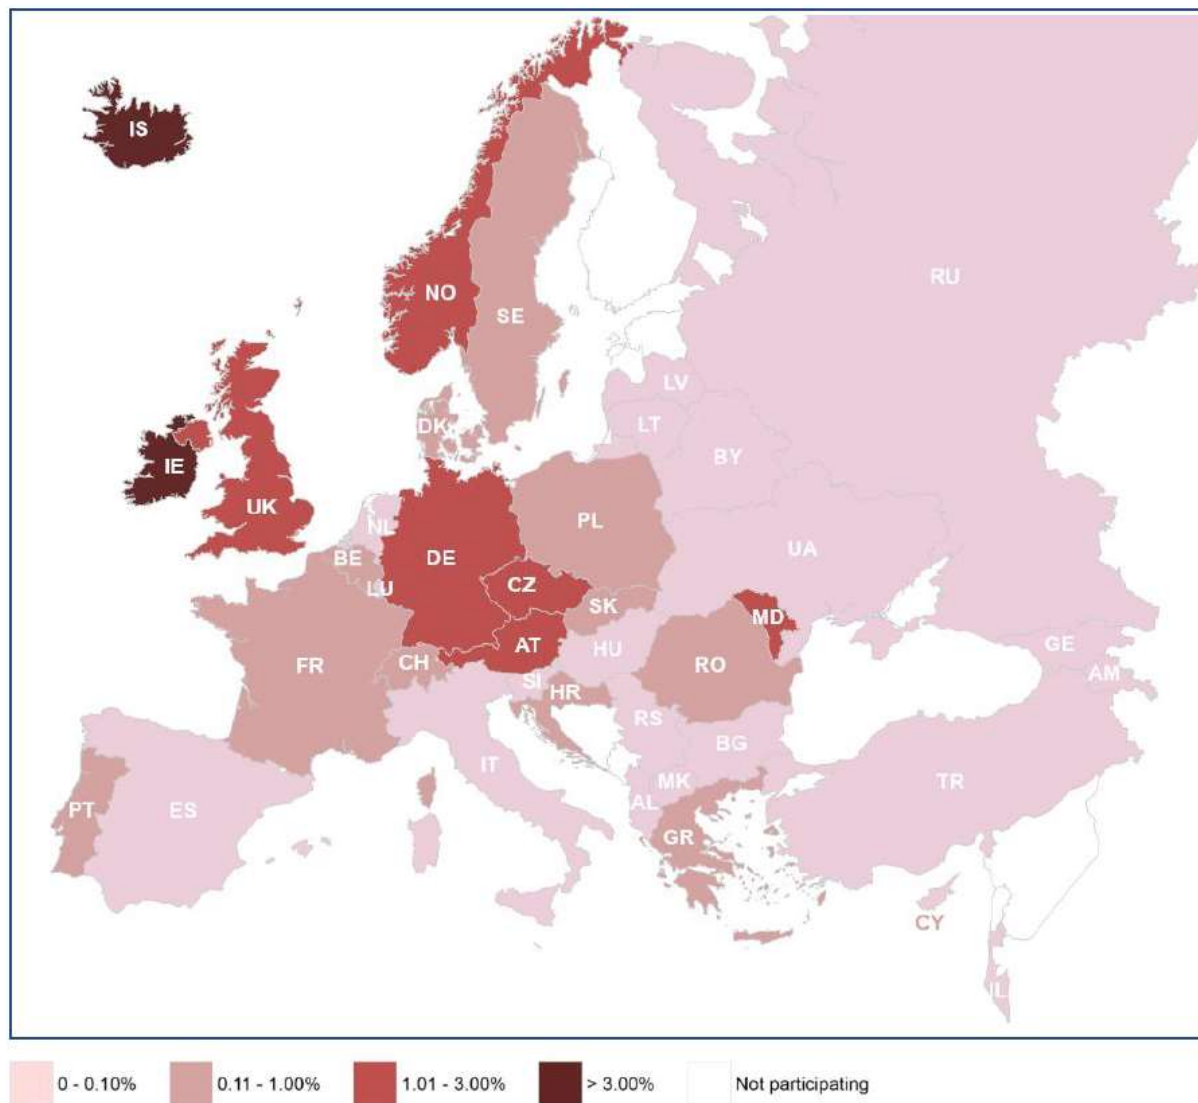 IS
RU
NO
SE
LV
DK
LT
BY
IE
UK
NL
PL
BE
DE
UA
LU
CZ
SK
MD
FR
CH
AT
HU
RO
GE
SI
HR
AM
RS
BG
IT
MK
TR
PT
ES
AL
GR
CY
IL
0 - 0.10%
0.11 - 1.00%
1.01 - 3.00%
> 3.00%
Not participating